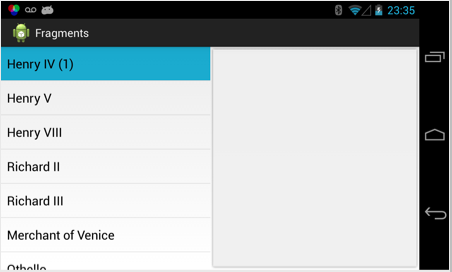 23:35
Fragments
Henry IV (1)
Henry V
Henry VIII
Richard II
Richard III
Merchant of Venice
Othello